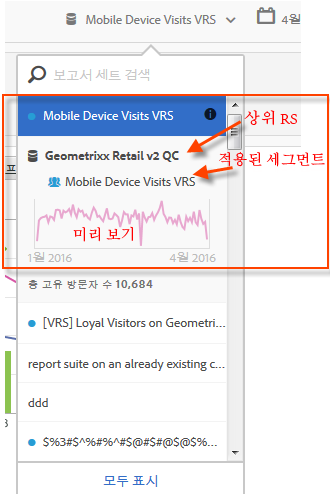 Mobile Device Visits VRS
4월
보고서 세트 검색
Mobile Device Visits VRS
상위 RS
Geometrixx Retail v2 QC
적용된 세그먼트
Mobile Device Visits VRS
미리 보기
1월 2016
4월 2016
총 고유 방문자 수 10,684
[VRS] Loyal Visitors on Geometri...
report suite on an already existing c...
ddd
$%3#$^%#%^#$@#$#@$@$%...
모두 표시